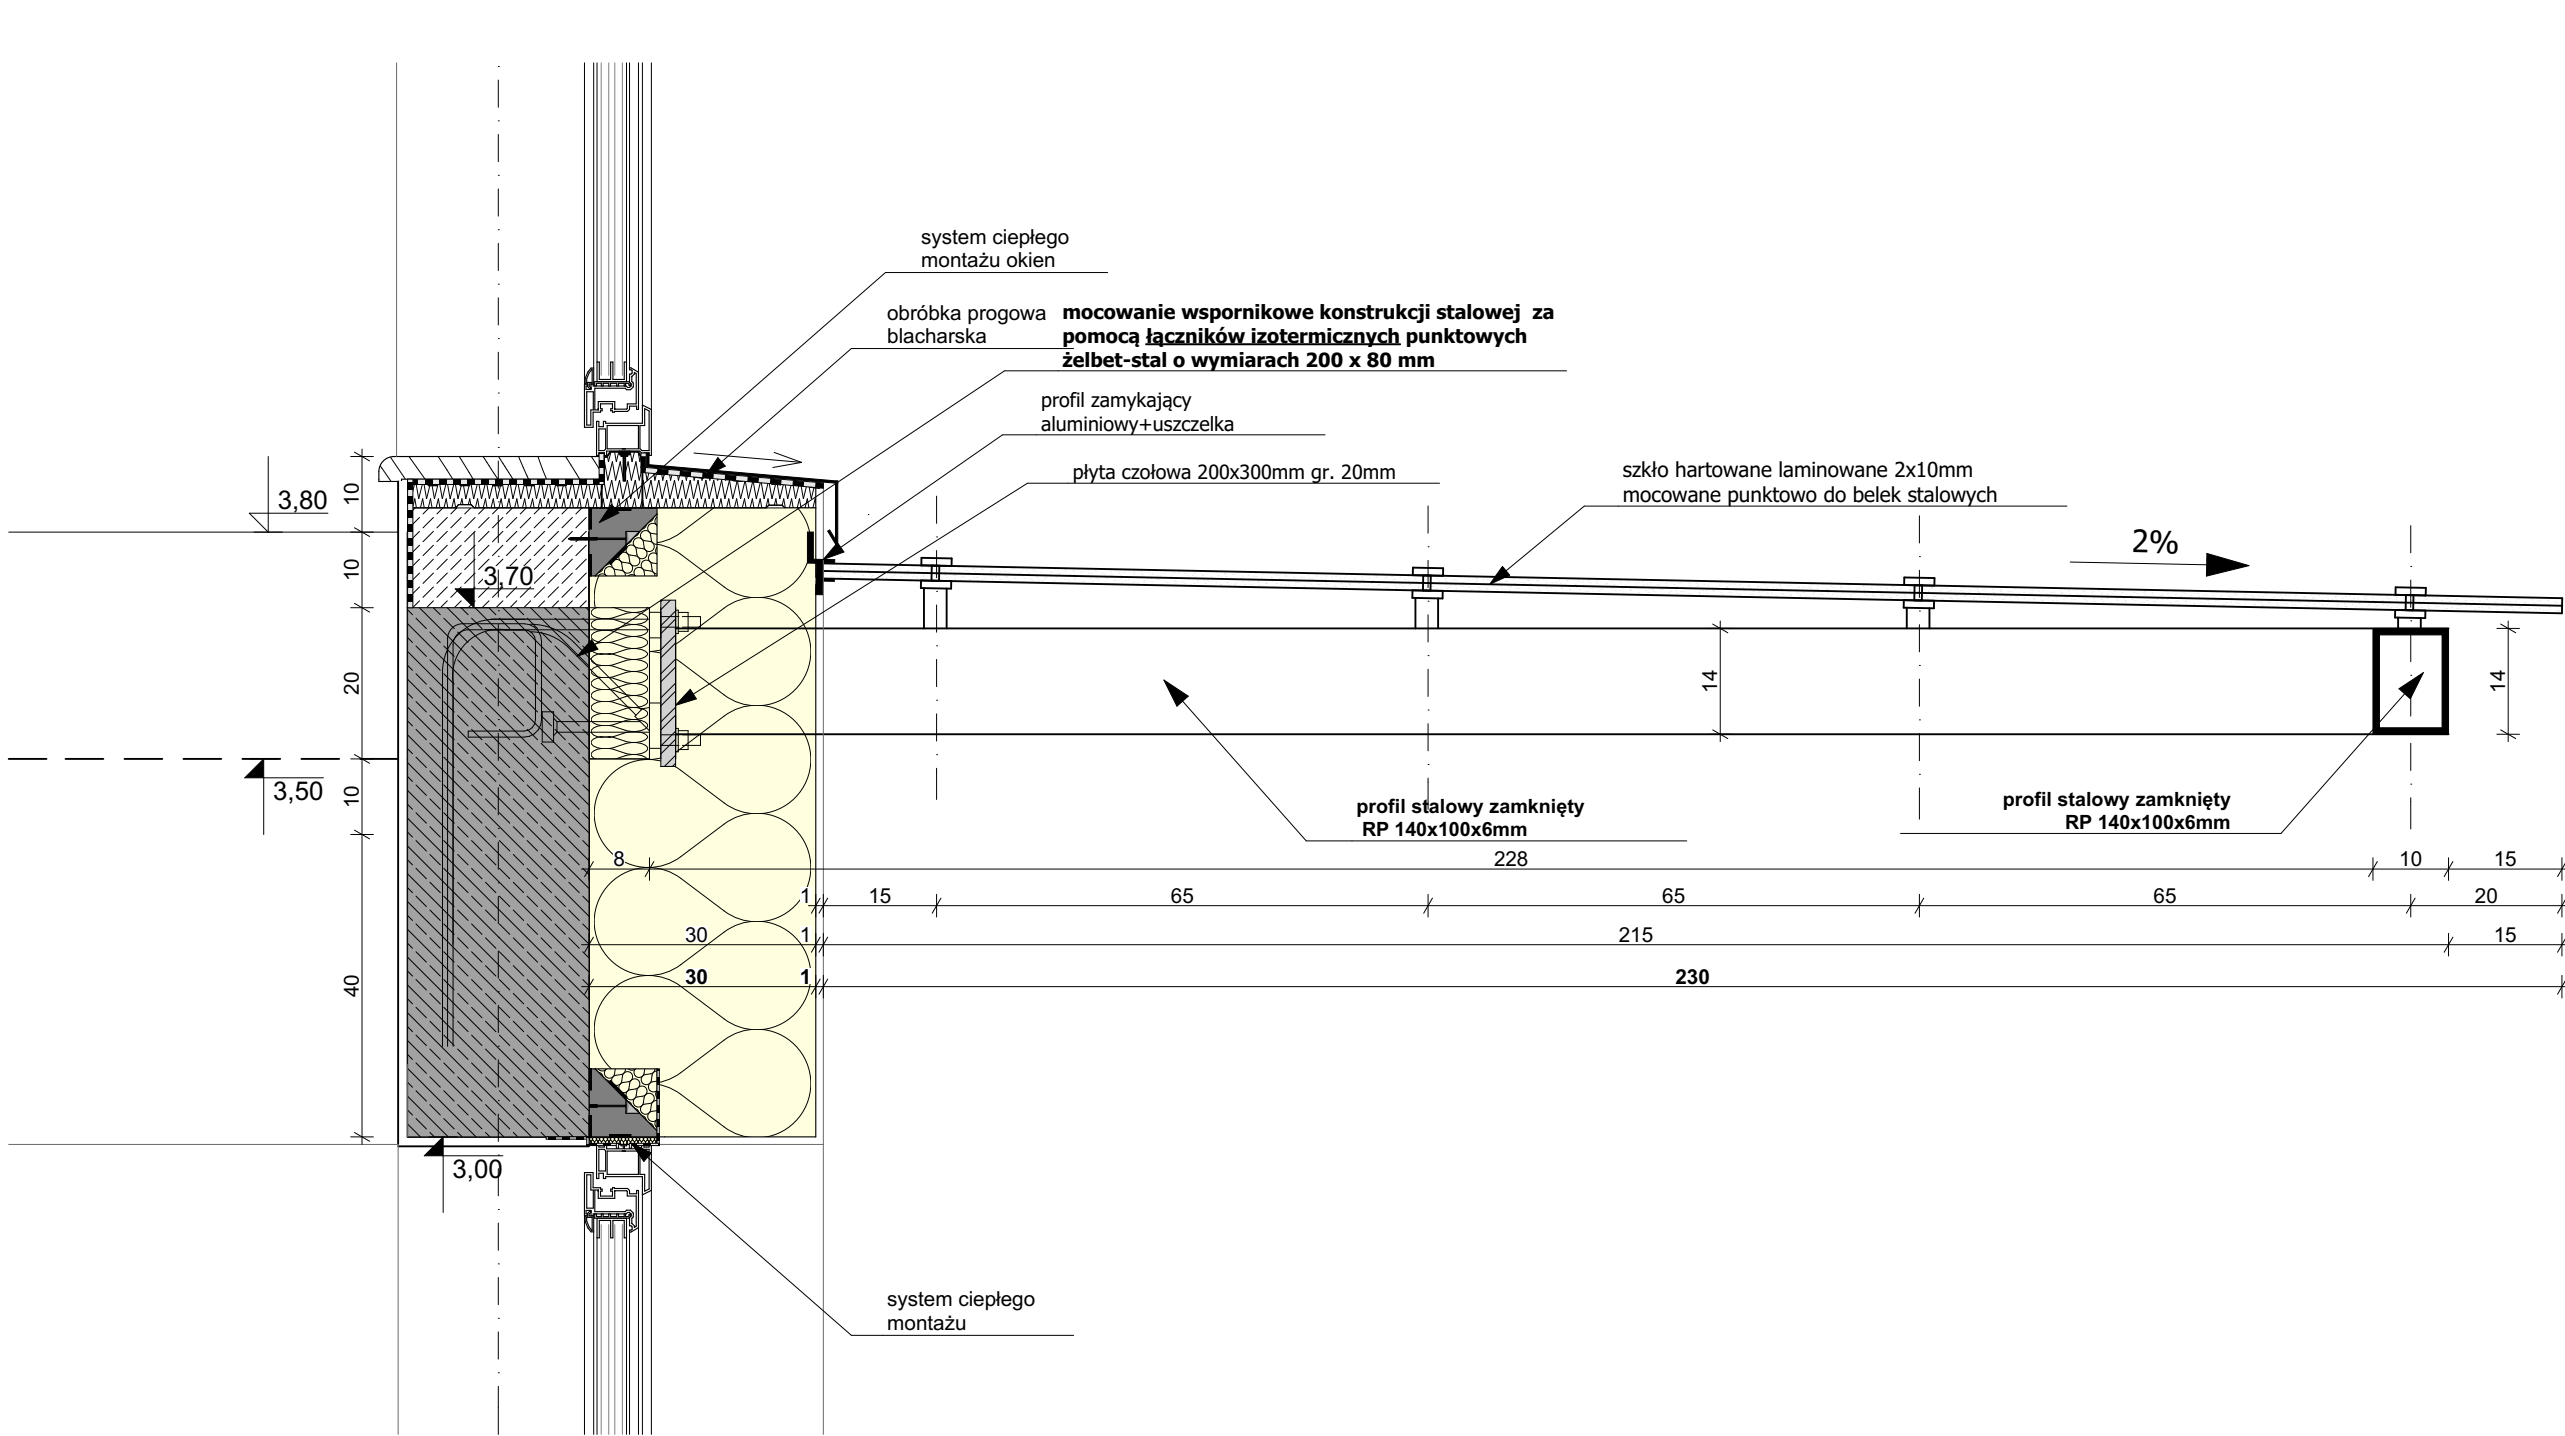 system ciepłego
montażu okien
obróbka progowa
blacharska
mocowanie wspornikowe konstrukcji stalowej za
pomocą łączników izotermicznych punktowych
żelbet-stal o wymiarach 200 x 80 mm
profil zamykający
aluminiowy+uszczelka
płyta czołowa 200x300mm gr. 20mm
szkło hartowane laminowane 2x10mm
mocowane punktowo do belek stalowych
2%
3,80
3,70
3,50
3,00
10
10
20
10
40
14
14
profil stalowy zamknięty
RP 140x100x6mm
profil stalowy zamknięty
RP 140x100x6mm
8 228 10 15
1 15 65 65 65 20
30 1 215 15
30 1 230
system ciepłego
montażu